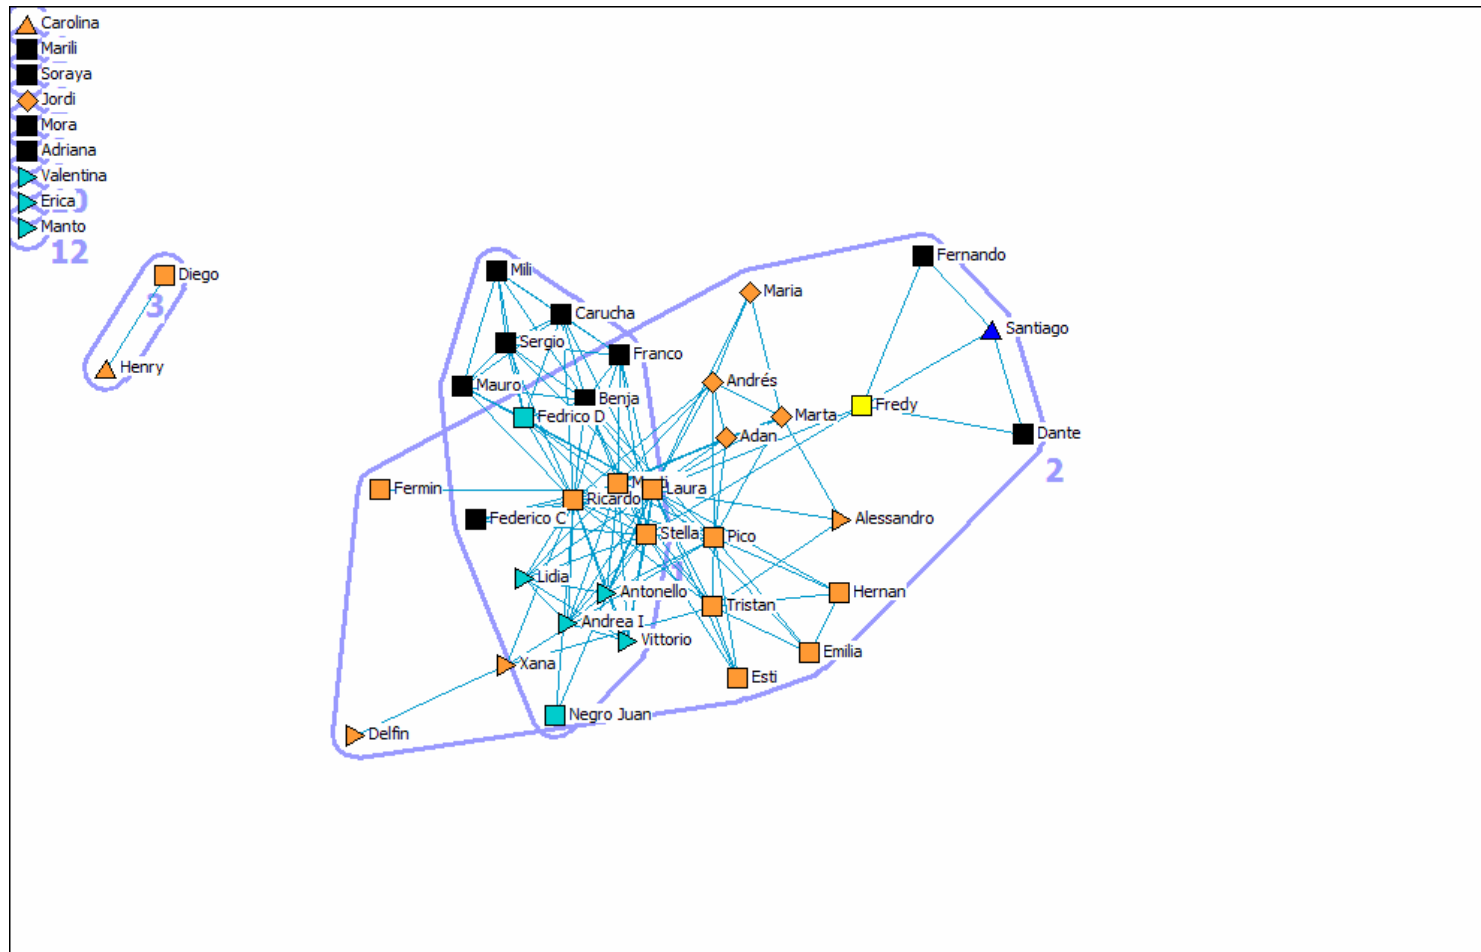 Carolina
Marili
Soraya
Jordi
Mora
Adriana
Valentina
Erica
Manto
12
Diego
3
Henry
Mili
Carucha
Sergio
Franco
Mauro
Benja
Fedrico D
Fernando
Maria
Santiago
Andrés
Fredy
Marta
Adan
Dante
2
Fermin
Ricardo
Laura
Federico C
Alessandro
Stella
Pico
Lidia
Antonello
Hernan
Tristan
Andrea I
Vittorio
Emilia
Xana
Esti
Negro Juan
Delfin